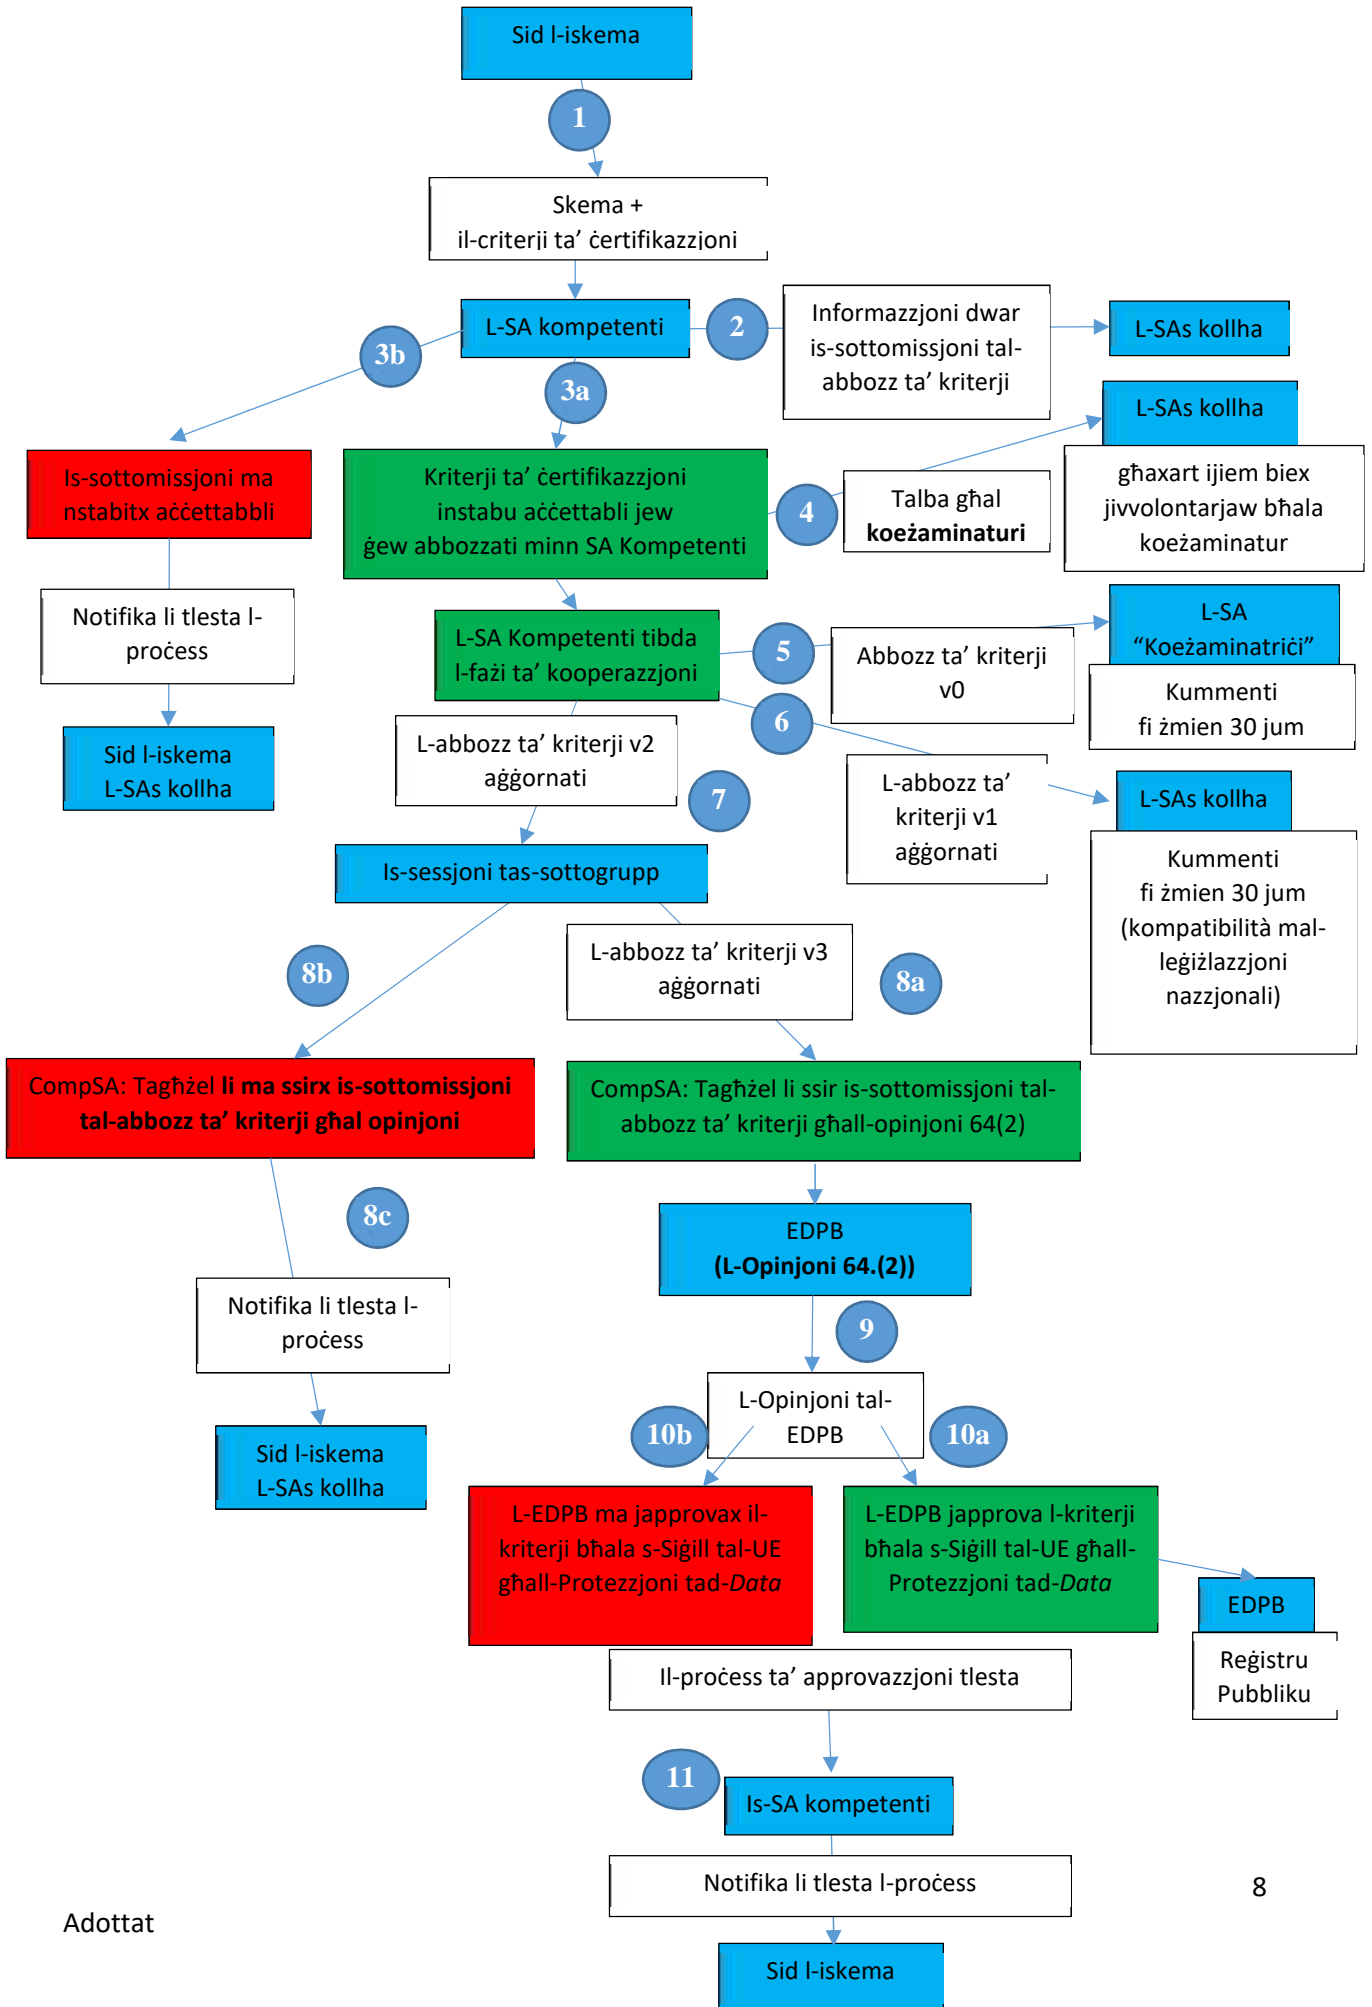 Sid l-iskema
1
Skema +
il-criterji ta' ċertifikazzjoni
L-SA kompetenti
2
Informazzjoni dwar
is-sottomissjoni tal-
abbozz ta' kriterji
L-SAs kollha
3b
3a
L-SAs kollha
għaxart ijiem biex
jivvolontarjaw bħala
koeżaminatur
Is-sottomissjoni ma
nstabitx aċċettabbli
Kriterji ta' ċertifikazzjoni
instabu aċċettabli jew
ġew abbozzati minn SA Kompetenti
4
Talba għal
koeżaminaturi
Notifika li tlesta l-
proċess
L-SA Kompetenti tibda
l-fażi ta' kooperazzjoni
5
Abbozz ta' kriterji
v0
L-SA
"Koeżaminatriċi"
Kummenti
fi żmien 30 jum
6
Sid l-iskema
L-SAs kollha
L-abbozz ta' kriterji v2
aġġornati
7
L-abbozz ta'
kriterji v1
aġġornati
L-SAs kollha
Kummenti
fi żmien 30 jum
(kompatibilità mal-
leġiżlazzjoni
nazzjonali)
Is-sessjoni tas-sottogrupp
8b
L-abbozz ta' kriterji v3
aġġornati
8a
CompSA: Tagħżel li ma ssirx is-sottomissjoni
tal-abbozz ta' kriterji għal opinjoni
CompSA: Tagħżel li ssir is-sottomissjoni tal-
abbozz ta' kriterji għall-opinjoni 64(2)
8c
EDPB
(L-Opinjoni 64.(2))
Notifika li tlesta l-
proċess
9
L-Opinjoni tal-
EDPB
10b
10a
Sid l-iskema
L-SAs kollha
L-EDPB ma japprovax il-
kriterji bħala s-Siġill tal-UE
għall-Protezzjoni tad-Data
L-EDPB japprova l-kriterji
bħala s-Siġill tal-UE għall-
Protezzjoni tad-Data
EDPB
Reġistru
Pubbliku
Il-proċess ta' approvazzjoni tlesta
11
Is-SA kompetenti
Notifika li tlesta l-proċess
8
Adottat
Sid l-iskema